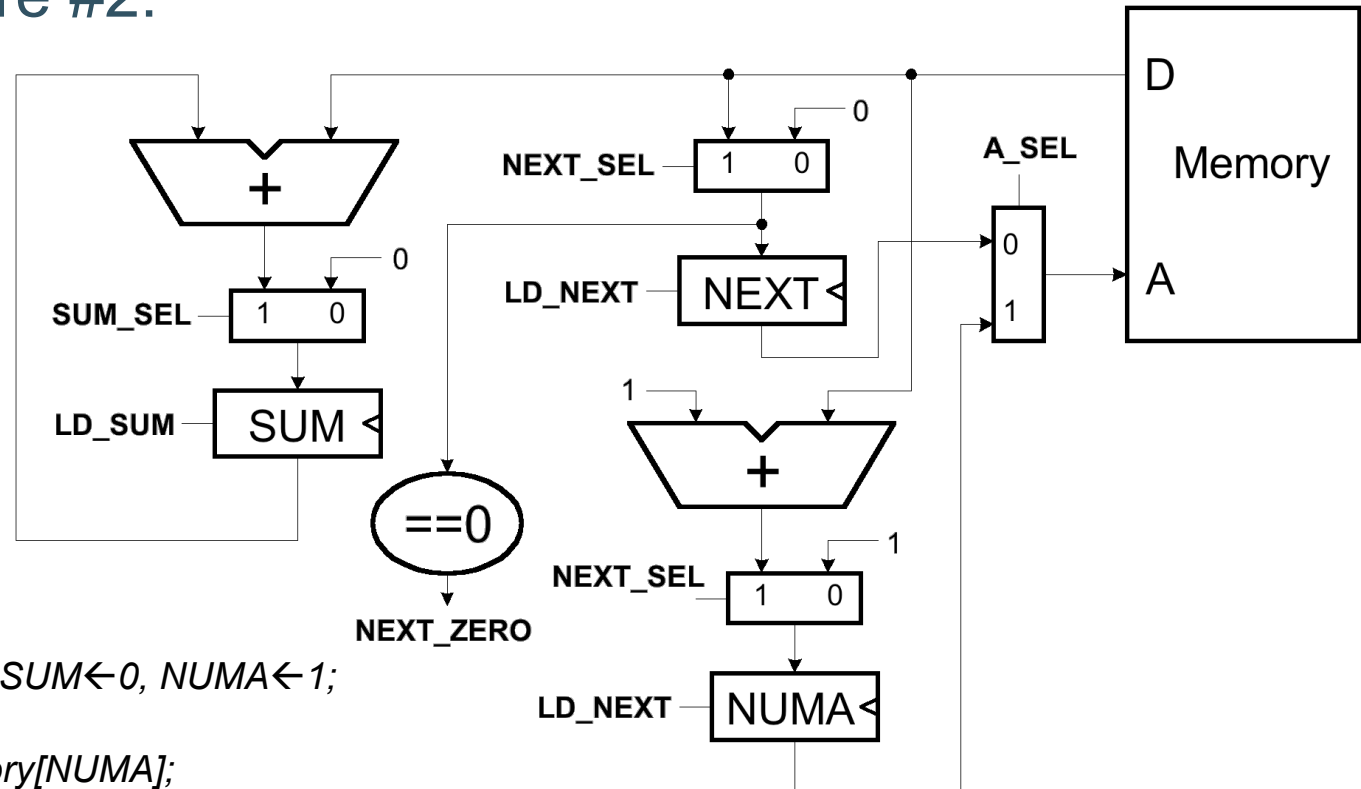 #2:
D
0
NEXT_SEL
1 0
A_SEL
Memory
+
0
0
LD_NEXT
NEXT
A
SUM_SEL
1 0
1
1
LD_SUM
SUM
+
==0
1
NEXT_SEL
1 0
NEXT_ZERO
SUM←0, NUMA←1;
LD_NEXT
NUMA
[NUMA];